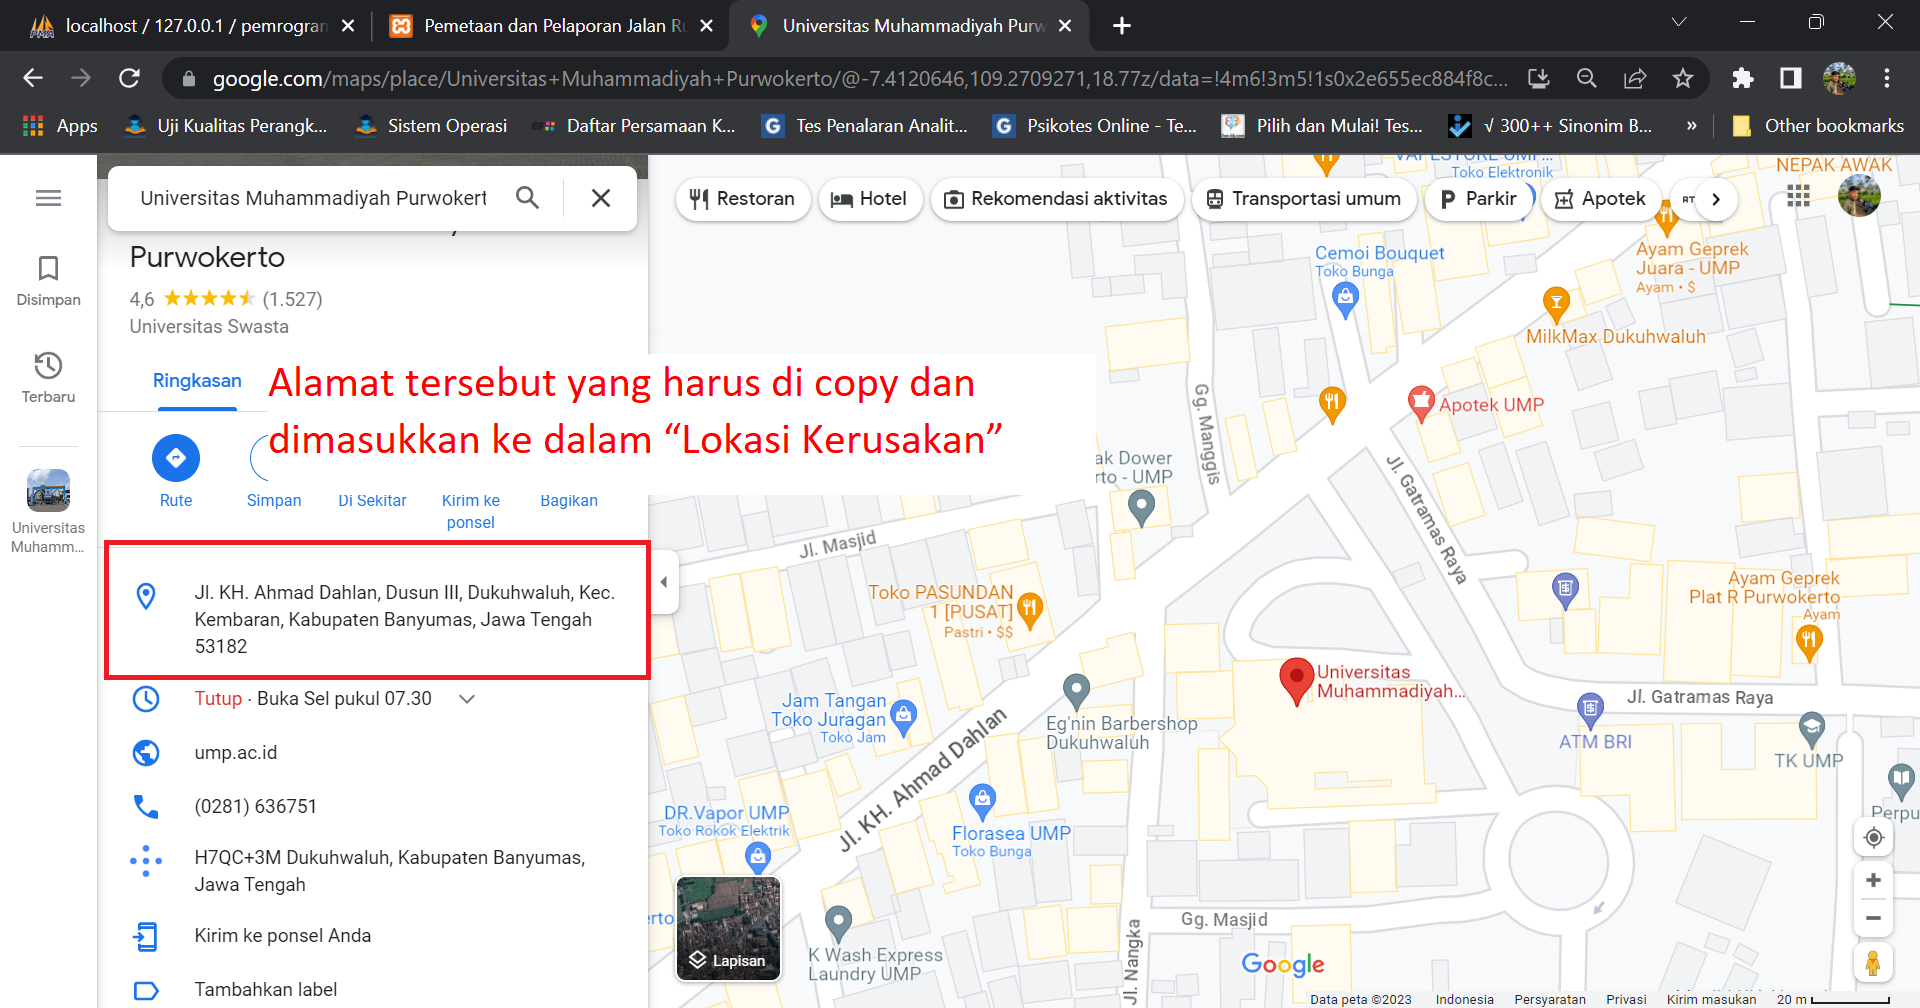 localhost / 127.0.0.1 / pemrogran
Pemetaan dan Pelaporan Jalan Ru
Universitas Muhammadiyah Purw
google.com/maps/place/Universitas+Muhammadiyah+Purwokerto/@-7.4120646,109.2709271,18.77z/data=!4m6!3m5!1s0x2e655ec884f8c...
Apps
Uji Kualitas Perangk...
Sistem Operasi
Daftar Persamaan K...
Tes Penalaran Analit...
Psikotes Online - Te...
Pilih dan Mulai! Tes...
√ 300++ Sinonim B...
»
Other bookmarks
Universitas Muhammadiyah Purwokert
Purwokerto
4,6 (1.527)
Universitas Swasta
Disimpan
Terbaru
Universitas
Muhamm...
Ringkasan
Alamat tersebut yang harus di copy dan
dimasukkan ke dalam “Lokasi Kerusakan”
Rute
Simpan
Di Sekitar
Kirim ke
ponsel
Bagikan
Jl. KH. Ahmad Dahlan, Dusun III, Dukuhwaluh, Kec.
Kembaran, Kabupaten Banyumas, Jawa Tengah
53182
Tutup · Buka Sel pukul 07.30
ump.ac.id
(0281) 636751
H7QC+3M Dukuhwaluh, Kabupaten Banyumas,
Jawa Tengah
Kirim ke ponsel Anda
Tambahkan label
Restoran
Hotel
Rekomendasi aktivitas
Transportasi umum
Parkir
Apotek
AT
VAPESTORE UMP...
Toko Elektronik
NEPAK AWAK
Cemoi Bouquet
Toko Bunga
Ayam Geprek
Juara - UMP
Ayam • $
MilkMax Dukuhwaluh
Gg. Manggis
Apotek UMP
ak Dower
rto - UMP
Jl. Gatramas Raya
Jl. Masjid
Toko PASUNDAN
1 [PUSAT]
Pastri • $$
Ayam Geprek
Plat R Purwokerto
Ayam
Universitas
Muhammadiyah...
Jl. Gatramas Raya
Jam Tangan
Toko Juragan
Toko Jam
Eg'nin Barbershop
Dukuhwaluh
ATM BRI
TK UMP
Jl. KH. Ahmad Dahlan
DR.Vapor UMP
Toko Rokok Elektrik
Florasea UMP
Toko Bunga
Perpu
erto
Gg. Masjid
Jl. Nangka
K Wash Express
Laundry UMP
Lapisan
Google
Data peta ©2023
Indonesia
Persyaratan
Privasi
Kirim masukan
20 m